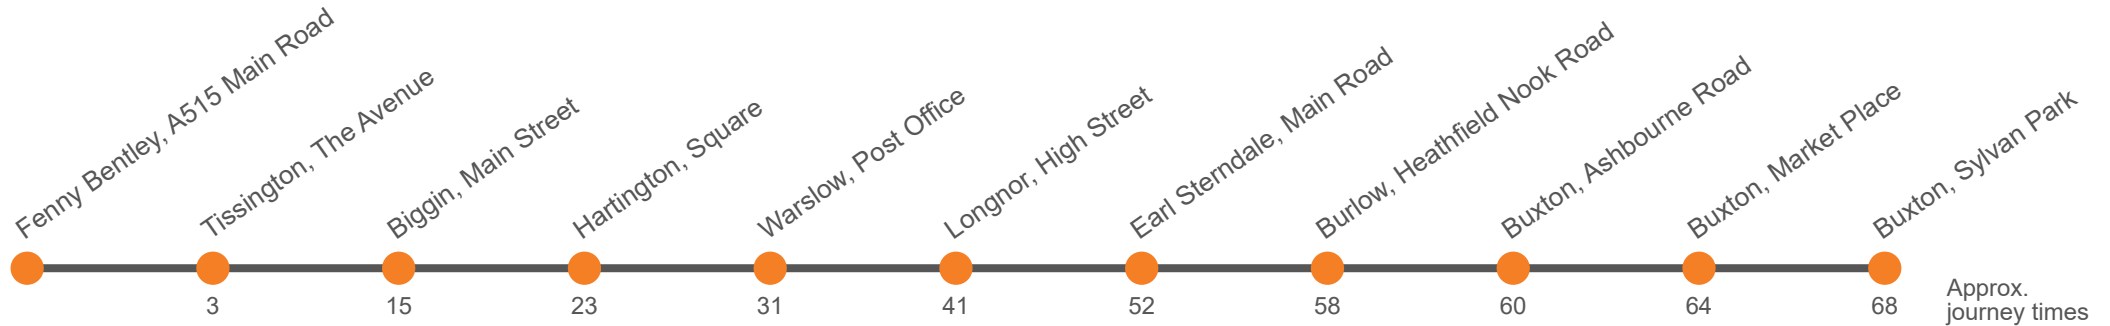 Fenny Bentley, A515 Main Road
Tissington, The Avenue
Biggin, Main Street
Hartington, Square
Warslow, Post Office
Longnor, High Street
Earl Sterndale, Main Road
Burlow, Heathfield Nook Road
Buxton, Ashbourne Road
Buxton, Market Place
Buxton, Sylvan Park
3 15 23 31 41 52 58 60 64 68
Approx.
journey times